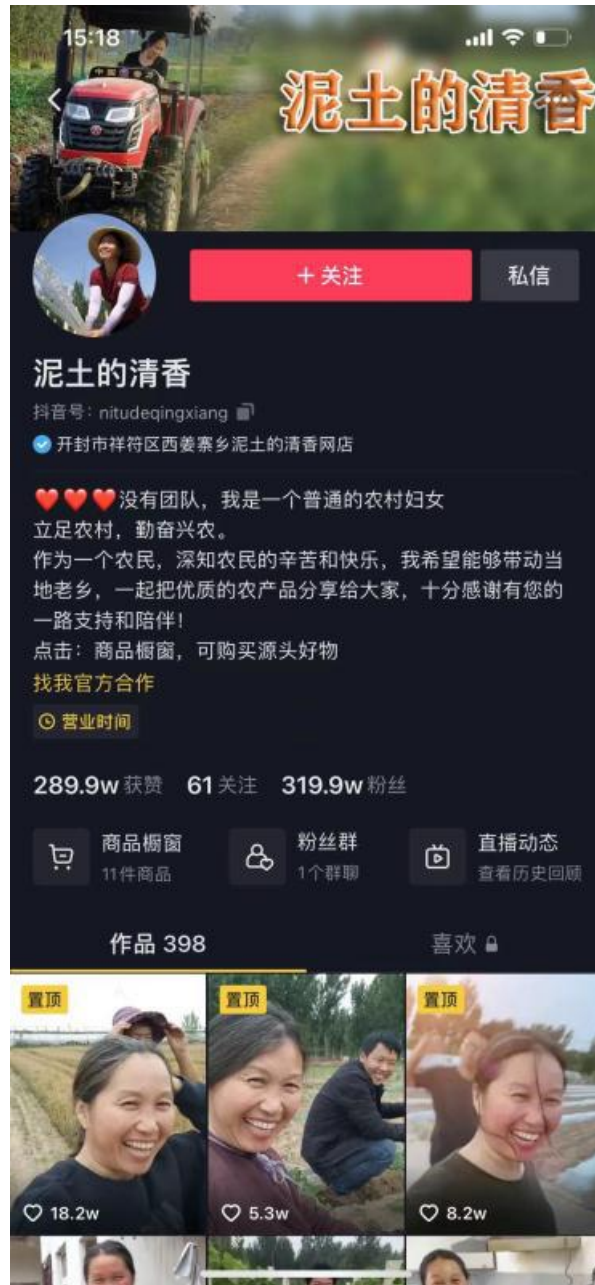 15:18
泥土的清香
+ 关注
私信
泥土的清香
抖音号：nitudeqingxiang
开封市祥符区西姜寨乡泥土的清香网店
❤️❤️❤️没有团队，我是一个普通的农村妇女
立足农村，勤奋兴农。
作为一个农民，深知农民的辛苦和快乐，我希望能够带动当
地老乡，一起把优质的农产品分享给大家，十分感谢有您的
一路支持和陪伴！
点击：商品橱窗，可购买源头好物
找我官方合作
营业时间
289.9w 获赞 61 关注 319.9w 粉丝
商品橱窗 粉丝群 直播动态
11件商品 1个群聊 查看历史回顾
作品 398 喜欢
置顶 置顶 置顶
18.2w 5.3w 8.2w